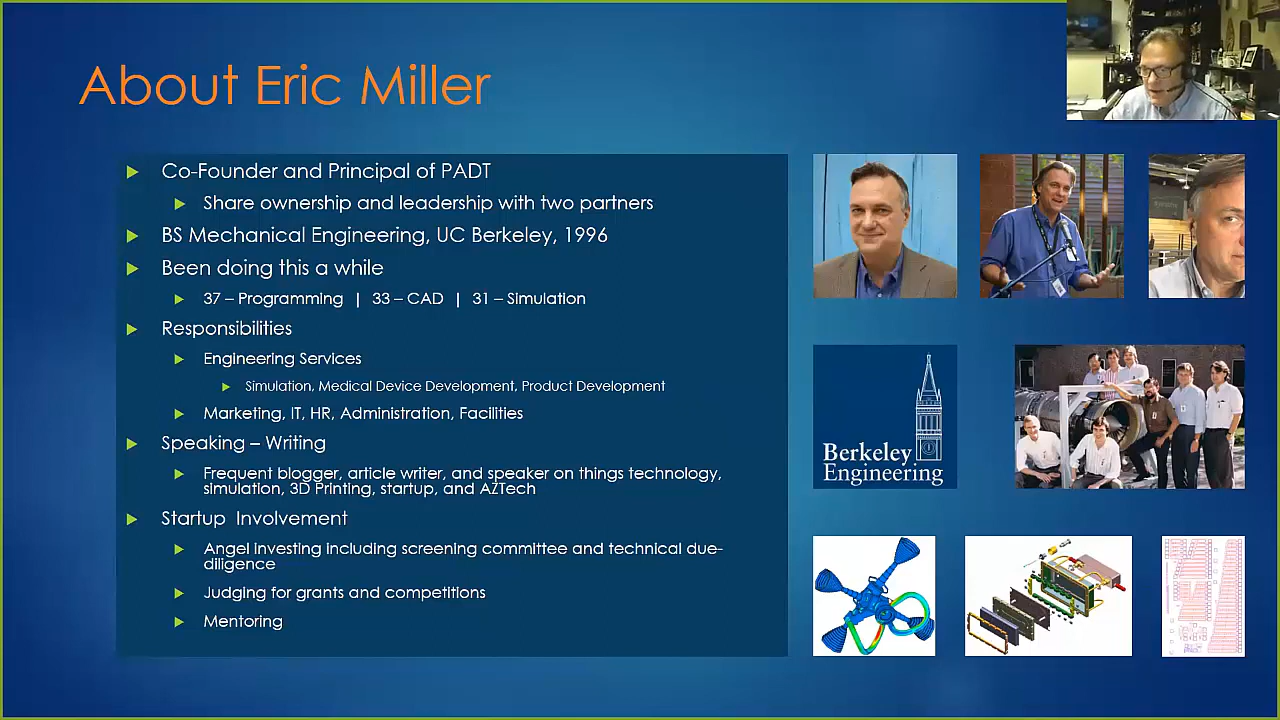 About Eric Miller
Co-Founder and Principal of PADT
Share ownership and leadership with two partners
BS Mechanical Engineering, UC Berkeley, 1996
Been doing this a while
37 – Programming | 33 – CAD | 31 – Simulation
Responsibilities
Engineering Services
Simulation, Medical Device Development, Product Development
Marketing, IT, HR, Administration, Facilities
Speaking – Writing
Frequent blogger, article writer, and speaker on things technology,
simulation, 3D Printing, startup, and AZTech
Startup Involvement
Angel investing including screening committee and technical due-
diligence
Judging for grants and competitions
Mentoring
Berkeley
Engineering